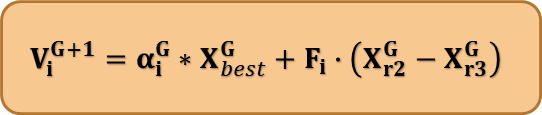 V_i^{G+1} = α_i^G * X_{best}^G + F_i · (X_{r2}^G − X_{r3}^G)